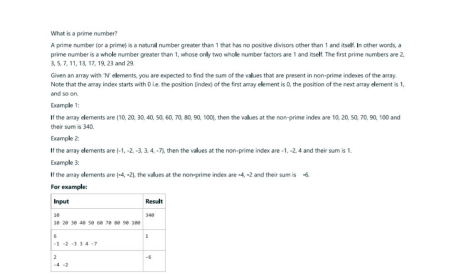 What is a prime number?
A prime number (or a prime) is a natural number greater than 1 that has no positive divisors other than 1 and itself. In other words, a
prime number is a whole number greater than 1, whose only two whole number factors are 1 and itself. The first prime numbers are 2,
3, 5, 7, 11, 13, 17, 19, 23 and 29.
Given an array with 'N' elements, you are expected to find the sum of the values that are present in non-prime indexes of the array.
Note that the array index starts with 0 i.e. the position (index) of the first array element is 0, the position of the next array element is 1,
and so on.
Example 1:
If the array elements are {10, 20, 30, 40, 50, 60, 70, 80, 90, 100}, then the values at the non-prime index are 10, 20, 50, 70, 90, 100 and
their sum is 340.
Example 2:
If the array elements are {-1, -2, -3, 3, 4, -7}, then the values at the non-prime index are -1, -2, 4 and their sum is 1.
Example 3:
If the array elements are {-4, -2}, the values at the non-prime index are -4, -2 and their sum is -6.
For example:
Input Result
10 340
10 20 30 40 50 60 70 80 90 100
6 1
-1 -2 -3 3 4 -7
2 -6
-4 -2